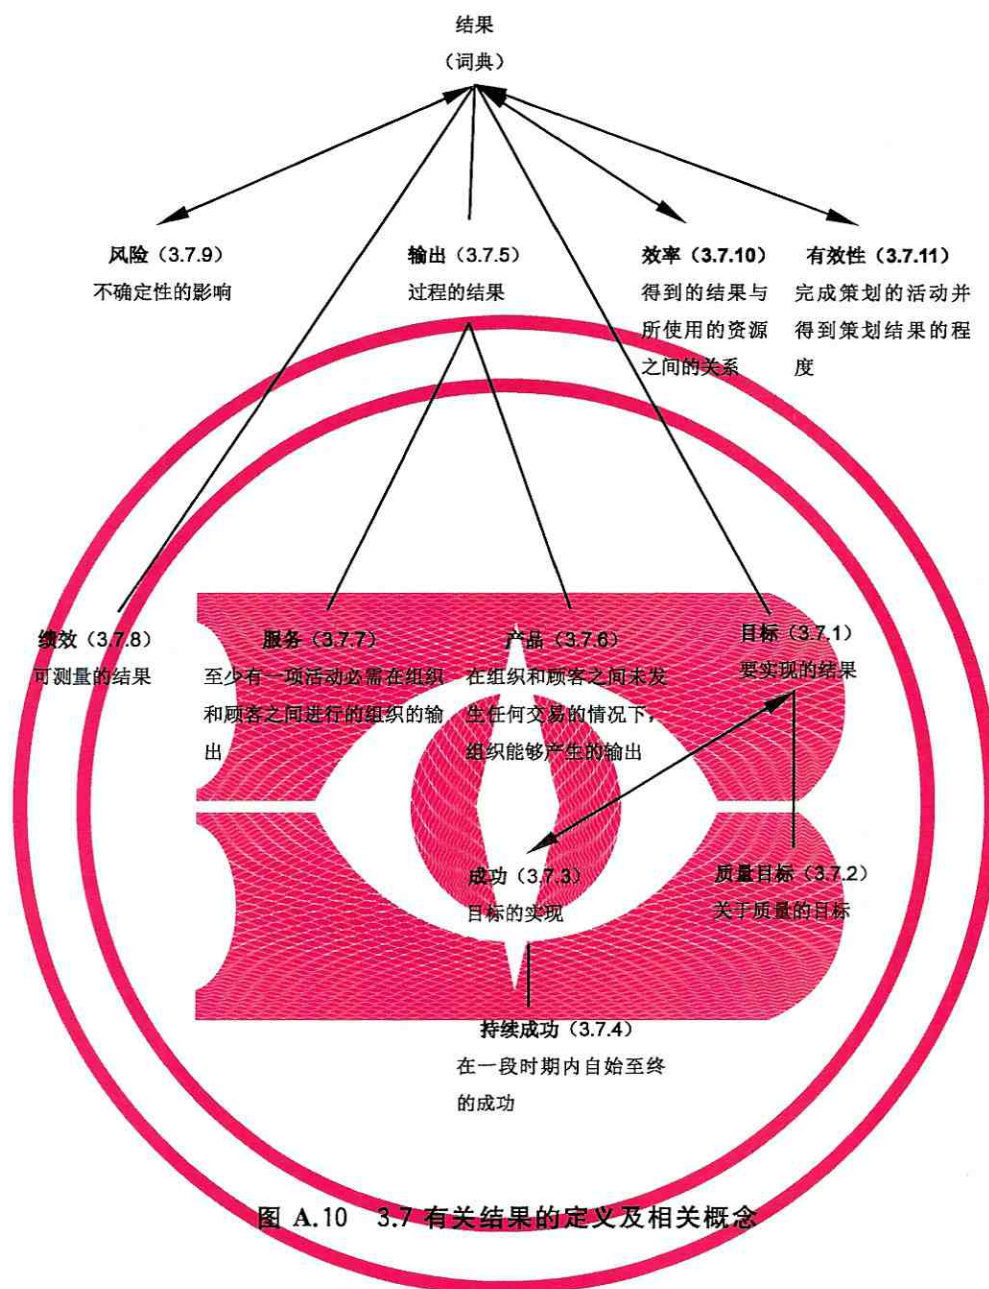 结果
（词典）
风险（3.7.9）
不确定性的影响
输出（3.7.5）
过程的结果
效率（3.7.10）
得到的结果与
所使用的资源
之间的关系
有效性（3.7.11）
完成策划的活动并
得到策划结果的程
度
绩效（3.7.8）
可测量的结果
服务（3.7.7）
至少有一项活动必需在组织
和顾客之间进行的组织的输
出
产品（3.7.6）
在组织和顾客之间未发
生任何交易的情况下，
组织能够产生的输出
目标（3.7.1）
要实现的结果
成功（3.7.3）
目标的实现
质量目标（3.7.2）
关于质量的目标
持续成功（3.7.4）
在一段时期内自始至终
的成功
图 A.10 3.7 有关结果的定义及相关概念